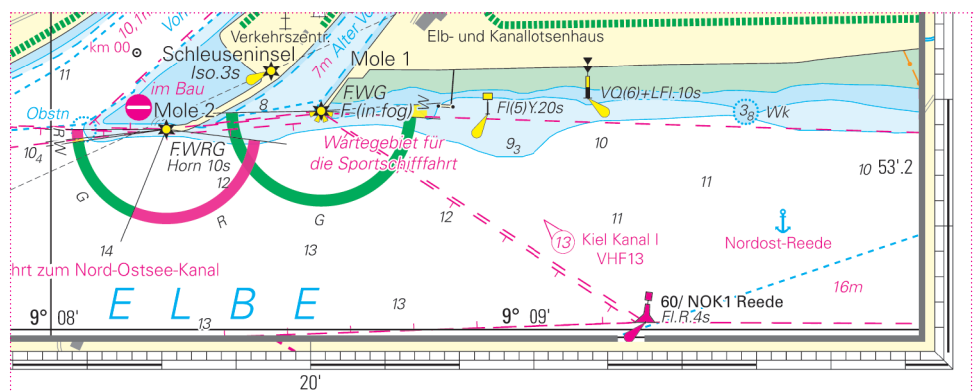 10,1m
Vorh
km 00
11
Verkehrszentr.
Schleuseninsel
Iso.3s
7m Alter Vo
Elb- und Kanallotsenhaus
Mole 1
im Bau
Obstn
Mole 2
8
F.WG
F-(in-fog)
W
Fl(5)Y.20s
VQ(6)+LFl.10s
38 Wk
R
W
104
F.WRG
Horn 10s
12
Wartegebiet für
die Sportschifffahrt
93
10
10
53'.2
G
R
G
12
11
11
14
13
13
Kiel Kanal I
VHF13
Nordost-Reede
hrt zum Nord-Ostsee-Kanal
16m
E L B E
13
13
60/ NOK1 Reede
Fl.R.4s
9° 08'
9° 09'
20'